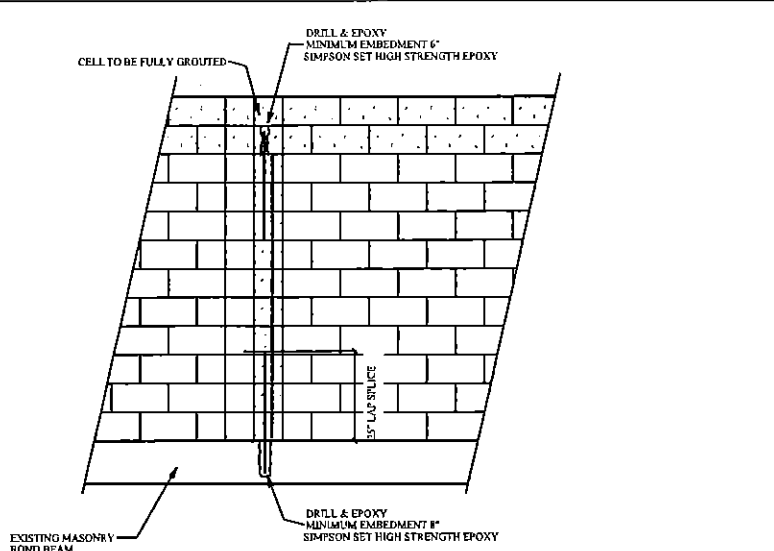 DRILL & EPOXY
MINIMUM EMBEDMENT 6"
SIMPSON SET HIGH STRENGTH EPOXY
CELL TO BE FULLY GROUTED
25" LAP SPLICE
DRILL & EPOXY
MINIMUM EMBEDMENT 8"
SIMPSON SET HIGH STRENGTH EPOXY
EXISTING MASONRY
BOND BEAM